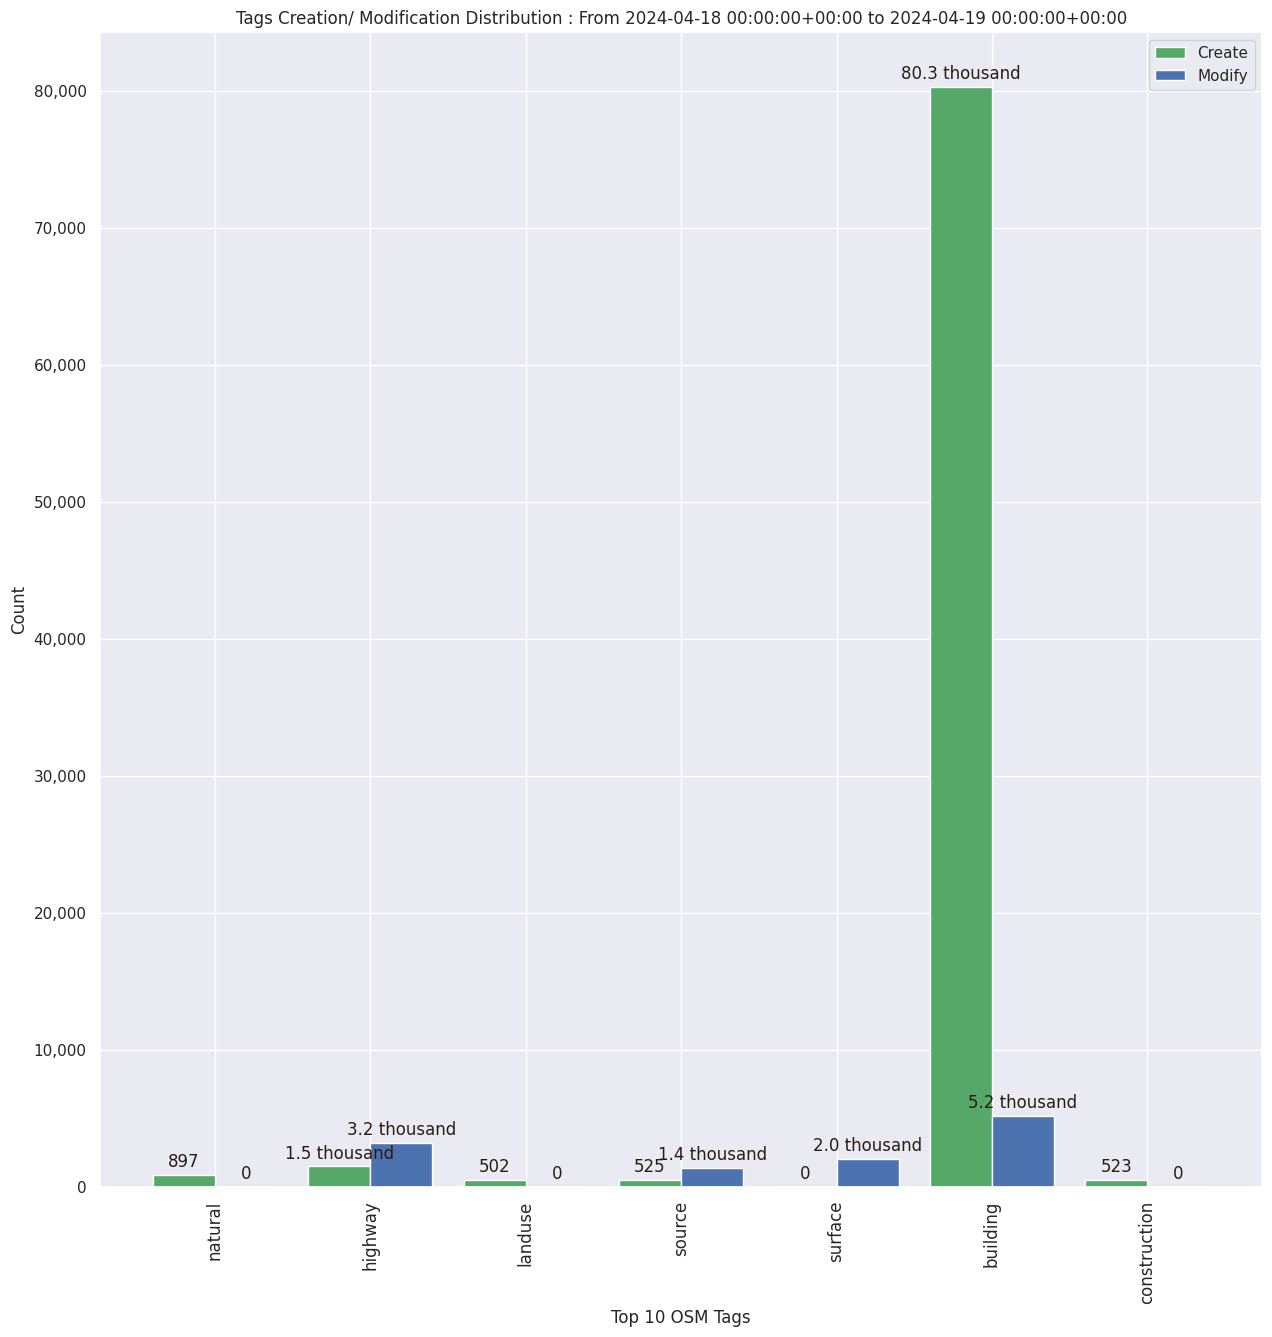 Tags Creation/ Modification Distribution : From 2024-04-18 00:00:00+00:00 to 2024-04-19 00:00:00+00:00
Create
Modify
80.3 thousand
80,000
70,000
60,000
50,000
40,000
30,000
20,000
10,000
0
Count
897
0
1.5 thousand
3.2 thousand
502
0
525
1.4 thousand
0
2.0 thousand
5.2 thousand
523
0
natural
highway
landuse
source
surface
building
construction
Top 10 OSM Tags